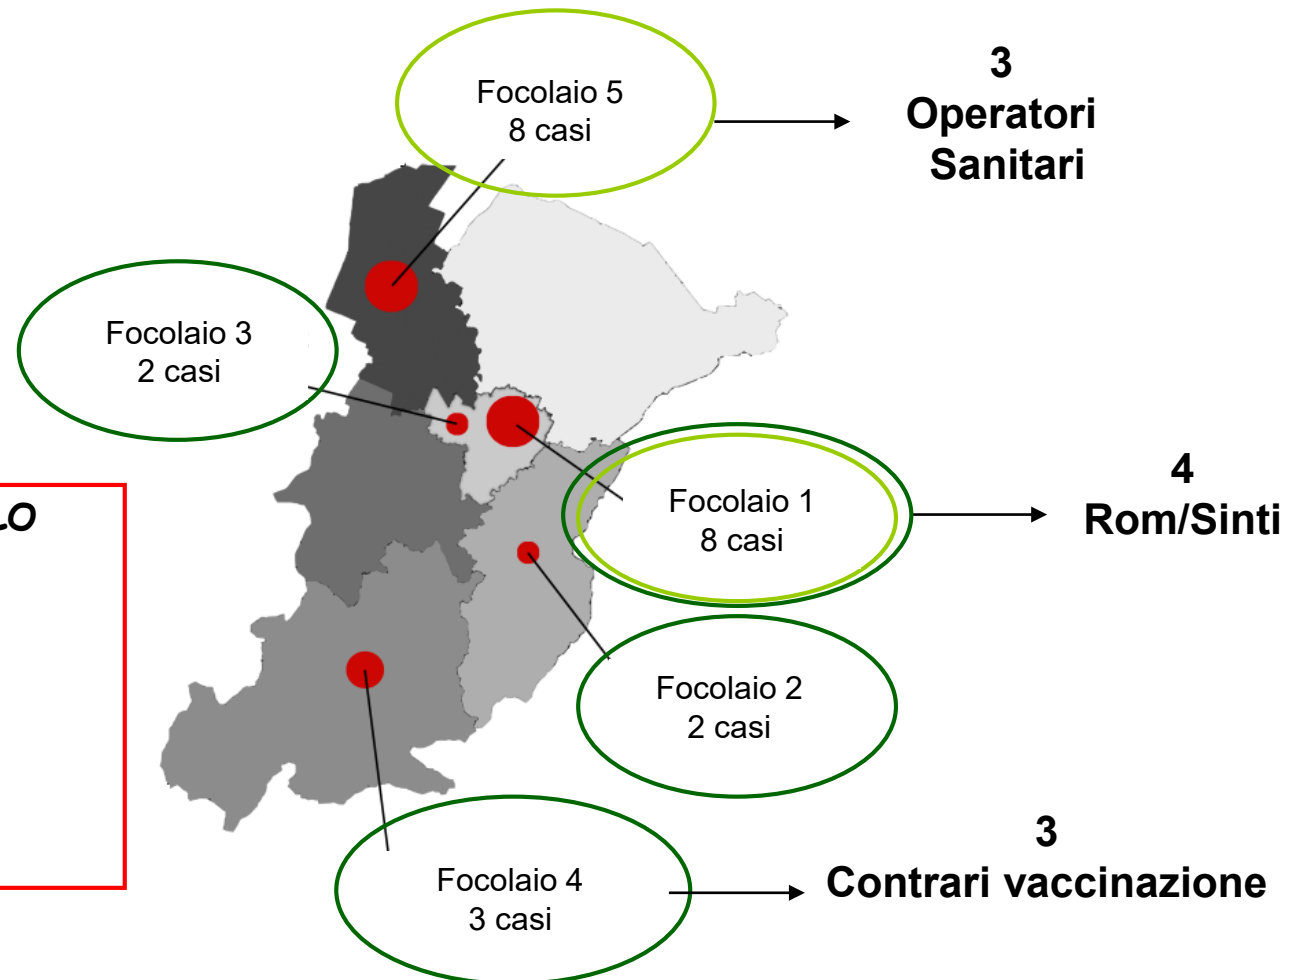 Focolaio 5
8 casi
3
Operatori
Sanitari
Focolaio 3
2 casi
Focolaio 1
8 casi
4
Rom/Sinti
Focolaio 2
2 casi
Focolaio 4
3 casi
3
Contrari vaccinazione